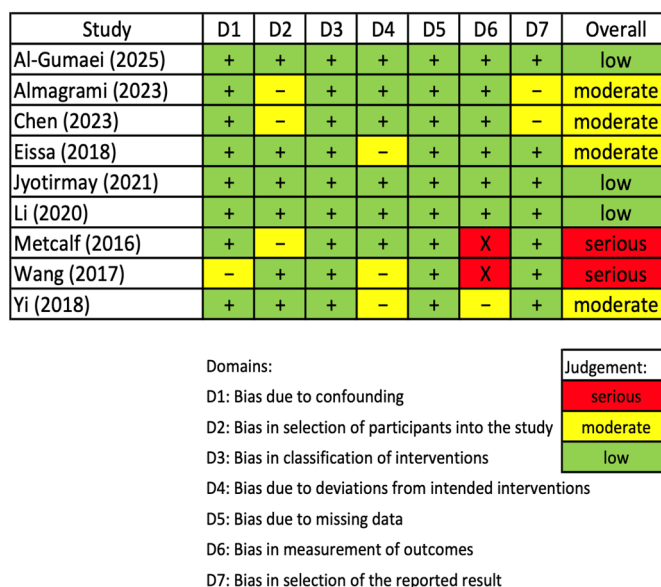 Study D1 D2 D3 D4 D5 D6 D7 Overall
Al-Gumaei (2025) + + + + + + + low
Almagrami (2023) + − + + + + − moderate
Chen (2023) + − + + + + − moderate
Eissa (2018) + + + − + + + moderate
Jyotirmay (2021) + + + + + + + low
Li (2020) + + + + + + + low
Metcalf (2016) + − + + + X + serious
Wang (2017) − + + − + X + serious
Yi (2018) + + + − + − + moderate
Domains:
D1: Bias due to confounding
D2: Bias in selection of participants into the study
D3: Bias in classification of interventions
D4: Bias due to deviations from intended interventions
D5: Bias due to missing data
D6: Bias in measurement of outcomes
D7: Bias in selection of the reported result
Judgement:
serious
moderate
low